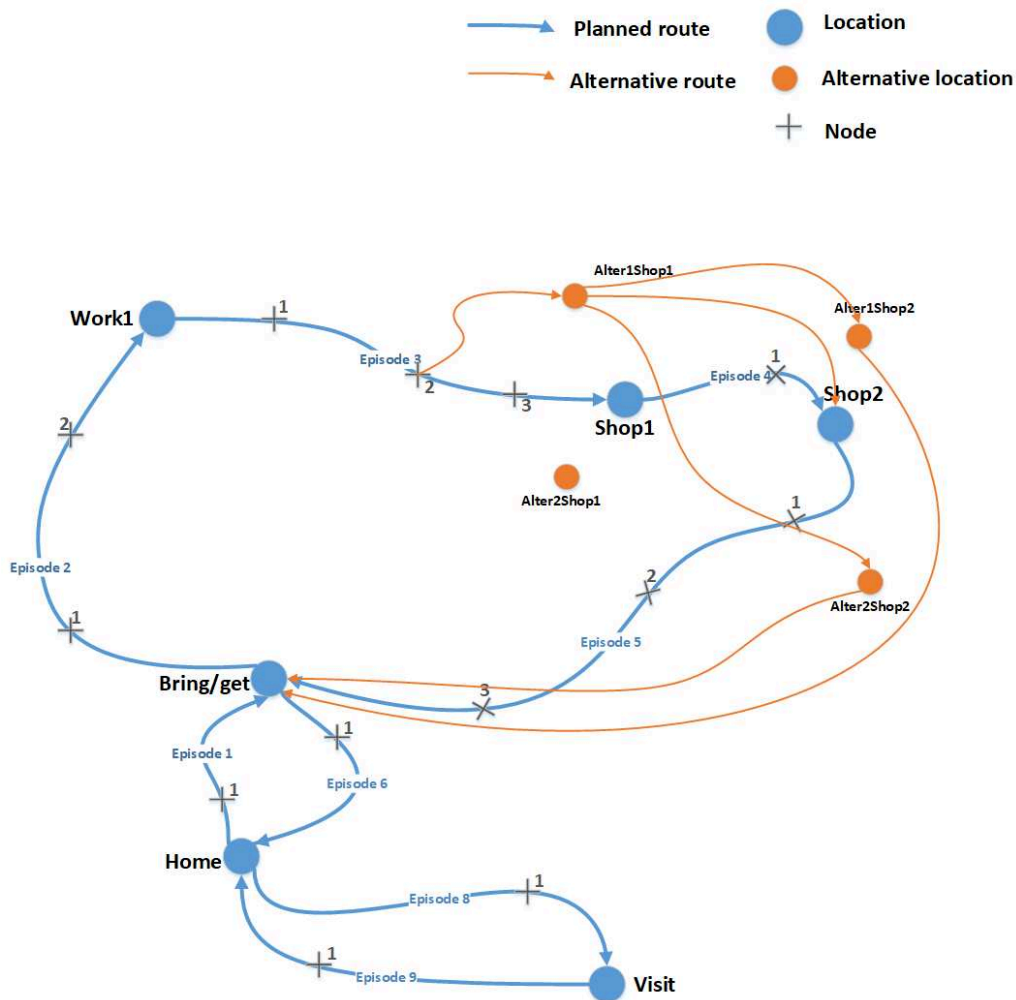 Planned route
Location
Alternative route
Alternative location
Node
Alter1Shop1
Work1
1
Alter1Shop2
Episode 3
1
Episode 4
2
3
Shop2
Shop1
2
Alter2Shop1
1
Episode 2
2
Alter2Shop2
1
Episode 5
Bring/get
3
1
Episode 1
Episode 6
1
Home
1
Episode 8
1
Episode 9
Visit